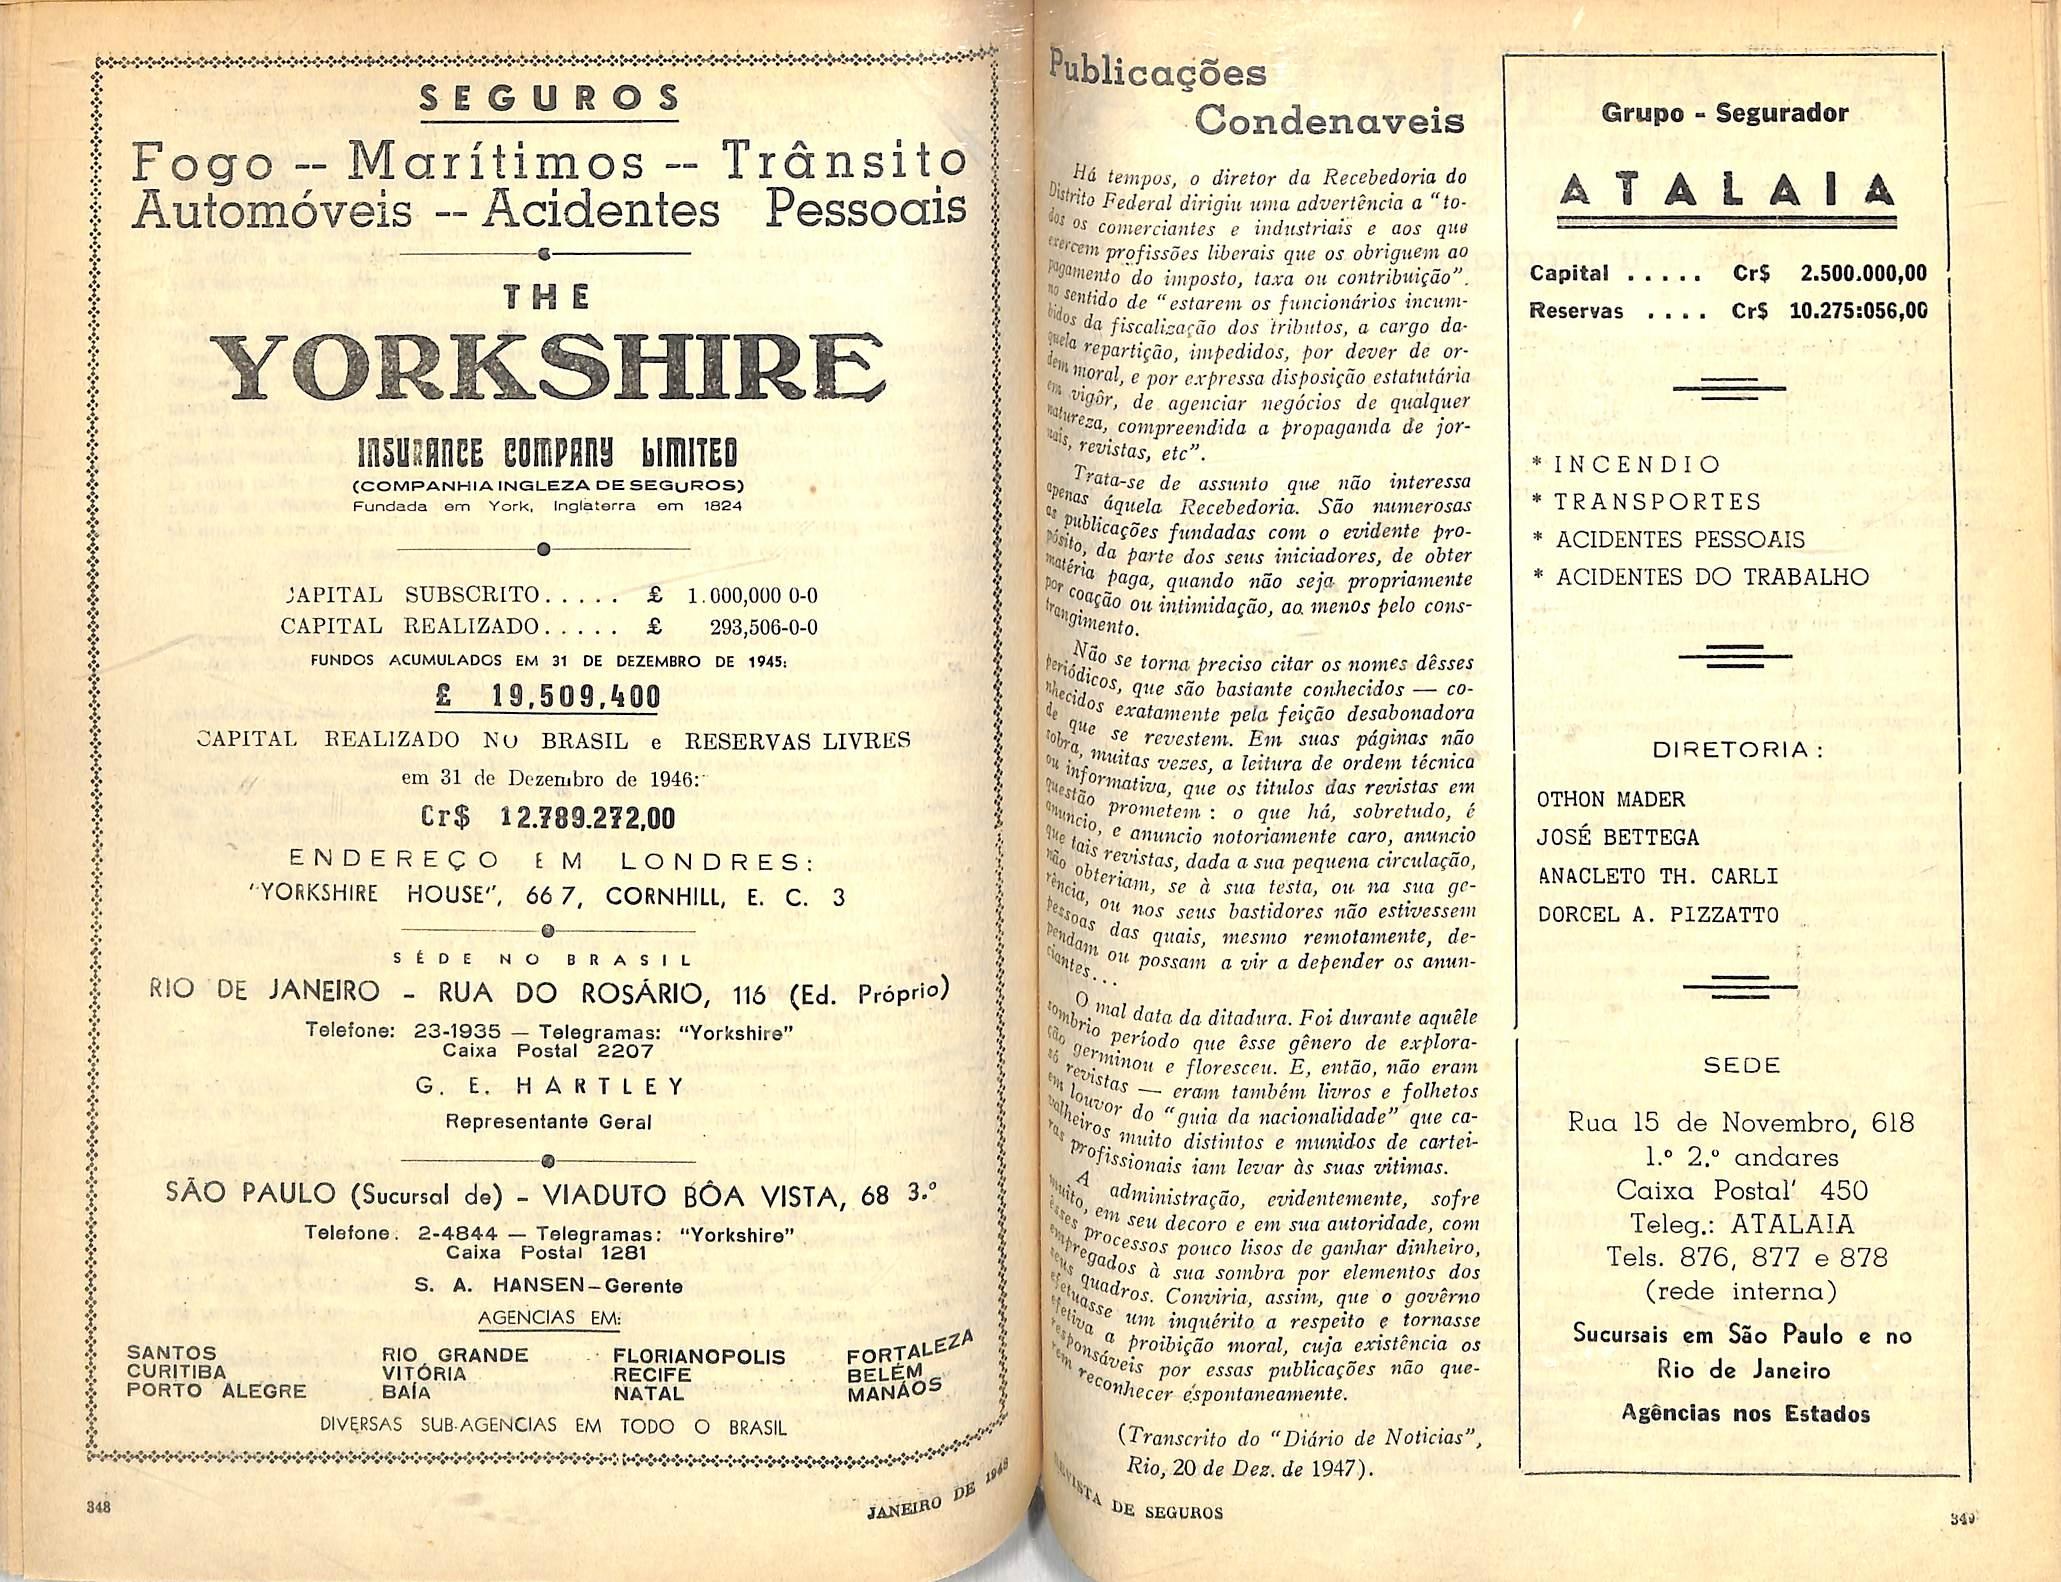 SEGUROS
Fogo -- Marítimos -- Trânsito
Automóveis -- Acidentes Pessoais
THE
YORKSHIRE
INSURANCE COMPANY LIMITED
(COMPANHIA INGLEZA DE SEGUROS)
Fundada em York, Inglaterra em 1824
CAPITAL SUBSCRITO..... £ 1.000,000 0-0
CAPITAL REALIZADO..... £ 293,506-0-0
FUNDOS ACUMULADOS EM 31 DE DEZEMBRO DE 1945:
£ 19,509,400
CAPITAL REALIZADO NO BRASIL e RESERVAS LIVRES
em 31 de Dezembro de 1946:
Cr$ 12.789.272,00
ENDEREÇO EM LONDRES:
"YORKSHIRE HOUSE", 66 7, CORNHILL, E. C. 3
SÉDE NO BRASIL
RIO DE JANEIRO - RUA DO ROSÁRIO, 116 (Ed. Próprio)
Telefone: 23-1935 — Telegramas: "Yorkshire"
Caixa Postal 2207
G. E. HARTLEY
Representante Geral
SÃO PAULO (Sucursal de) - VIADUTO BÔA VISTA, 68 3.º
Telefone: 2-4844 — Telegramas: "Yorkshire"
Caixa Postal 1281
S. A. HANSEN-Gerente
AGENCIAS EM:
SANTOS RIO GRANDE FLORIANOPOLIS FORTALEZA
CURITIBA VITÓRIA RECIFE BELÉM
PORTO ALEGRE BAÍA NATAL MANÁOS
DIVERSAS SUB-AGENCIAS EM TODO O BRASIL
348
JANEIRO DE 1948
Publicações
Condenaveis
Há tempos, o diretor da Recebedoria do
Distrito Federal dirigiu uma advertência a "to-
dos os comerciantes e industriais e aos que
exercem profissões liberais que os obriguem ao
pagamento do imposto, taxa ou contribuição".
no sentido de "estarem os funcionários incum-
bidos da fiscalização dos tributos, a cargo da-
quela repartição, impedidos, por dever de or-
dem moral, e por expressa disposição estatutária
em vigôr, de agenciar negócios de qualquer
natureza, compreendida a propaganda de jor-
nais, revistas, etc".
Trata-se de assunto que não interessa
apenas áquela Recebedoria. São numerosas
as publicações fundadas com o evidente pro-
pósito, da parte dos seus iniciadores, de obter
matéria paga, quando não seja propriamente
por coação ou intimidação, ao menos pelo cons-
trangimento.
Não se torna preciso citar os nomes dêsses
periódicos, que são bastante conhecidos — co-
nhecidos exatamente pela feição desabonadora
de que se revestem. Em suas páginas não
sobra, muitas vezes, a leitura de ordem técnica
ou informativa, que os titulos das revistas em
questão prometem : o que há, sobretudo, é
anuncio, e anuncio notoriamente caro, anuncio
que tais revistas, dada a sua pequena circulação,
não obteriam, se à sua testa, ou na sua ge-
rência, ou nos seus bastidores não estivessem
pessoas das quais, mesmo remotamente, de-
pendam ou possam a vir a depender os anun-
ciantes...
O mal data da ditadura. Foi durante aquêle
sombrio período que êsse gênero de explora-
ção germinou e floresceu. E, então, não eram
só revistas — eram também livros e folhetos
em louvor do "guia da nacionalidade" que ca-
valheiros muito distintos e munidos de cartei-
ras profissionais iam levar às suas vitimas.
A administração, evidentemente, sofre
muito, em seu decoro e em sua autoridade, com
êsses processos pouco lisos de ganhar dinheiro,
empregados à sua sombra por elementos dos
seus quadros. Conviria, assim, que o govêrno
efetuasse um inquérito a respeito e tornasse
efetiva a proibição moral, cuja existência os
responsáveis por essas publicações não que-
rem reconhecer espontaneamente.
(Transcrito do "Diário de Noticias",
Rio, 20 de Dez. de 1947).
REVISTA DE SEGUROS
Grupo - Segurador
ATALAIA
Capital ..... Cr$ 2.500.000,00
Reservas .... Cr$ 10.275:056,00
* INCENDIO
* TRANSPORTES
* ACIDENTES PESSOAIS
* ACIDENTES DO TRABALHO
DIRETORIA :
OTHON MADER
JOSÉ BETTEGA
ANACLETO TH. CARLI
DORCEL A. PIZZATTO
SEDE
Rua 15 de Novembro, 618
1.º 2.º andares
Caixa Postal' 450
Teleg.: ATALAIA
Tels. 876, 877 e 878
(rede interna)
Sucursais em São Paulo e no
Rio de Janeiro
Agências nos Estados
349